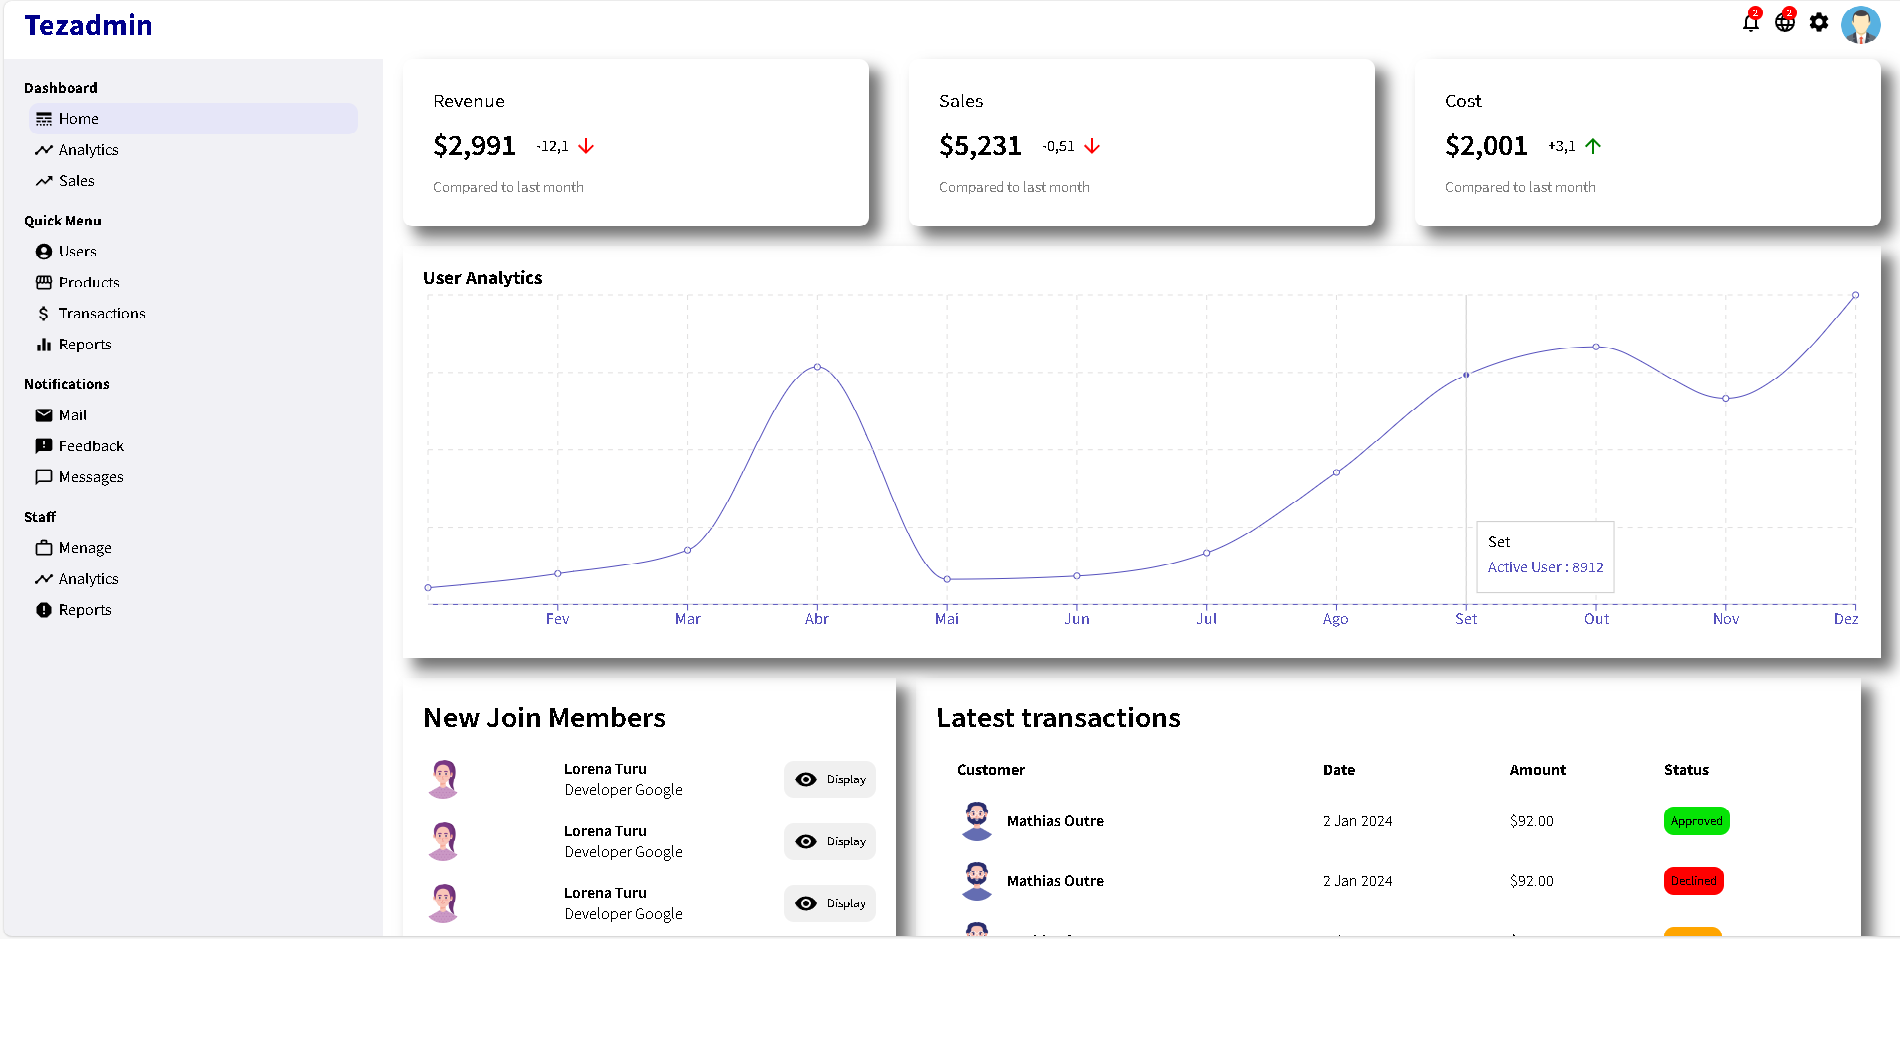 Tezadmin
2
2
Dashboard
Home
Analytics
Sales
Quick Menu
Users
Products
Transactions
Reports
Notifications
Mail
Feedback
Messages
Staff
Menage
Analytics
Reports
Revenue
$2,991 -12,1
Compared to last month
Sales
$5,231 -0,51
Compared to last month
Cost
$2,001 +3,1
Compared to last month
User Analytics
Set
Active User : 8912
Fev Mar Abr Mai Jun Jul Ago Set Out Nov Dez
New Join Members
Lorena Turu
Developer Google
Display
Lorena Turu
Developer Google
Display
Lorena Turu
Developer Google
Display
Latest transactions
Customer Date Amount Status
Mathias Outre 2 Jan 2024 $92.00 Approved
Mathias Outre 2 Jan 2024 $92.00 Declined